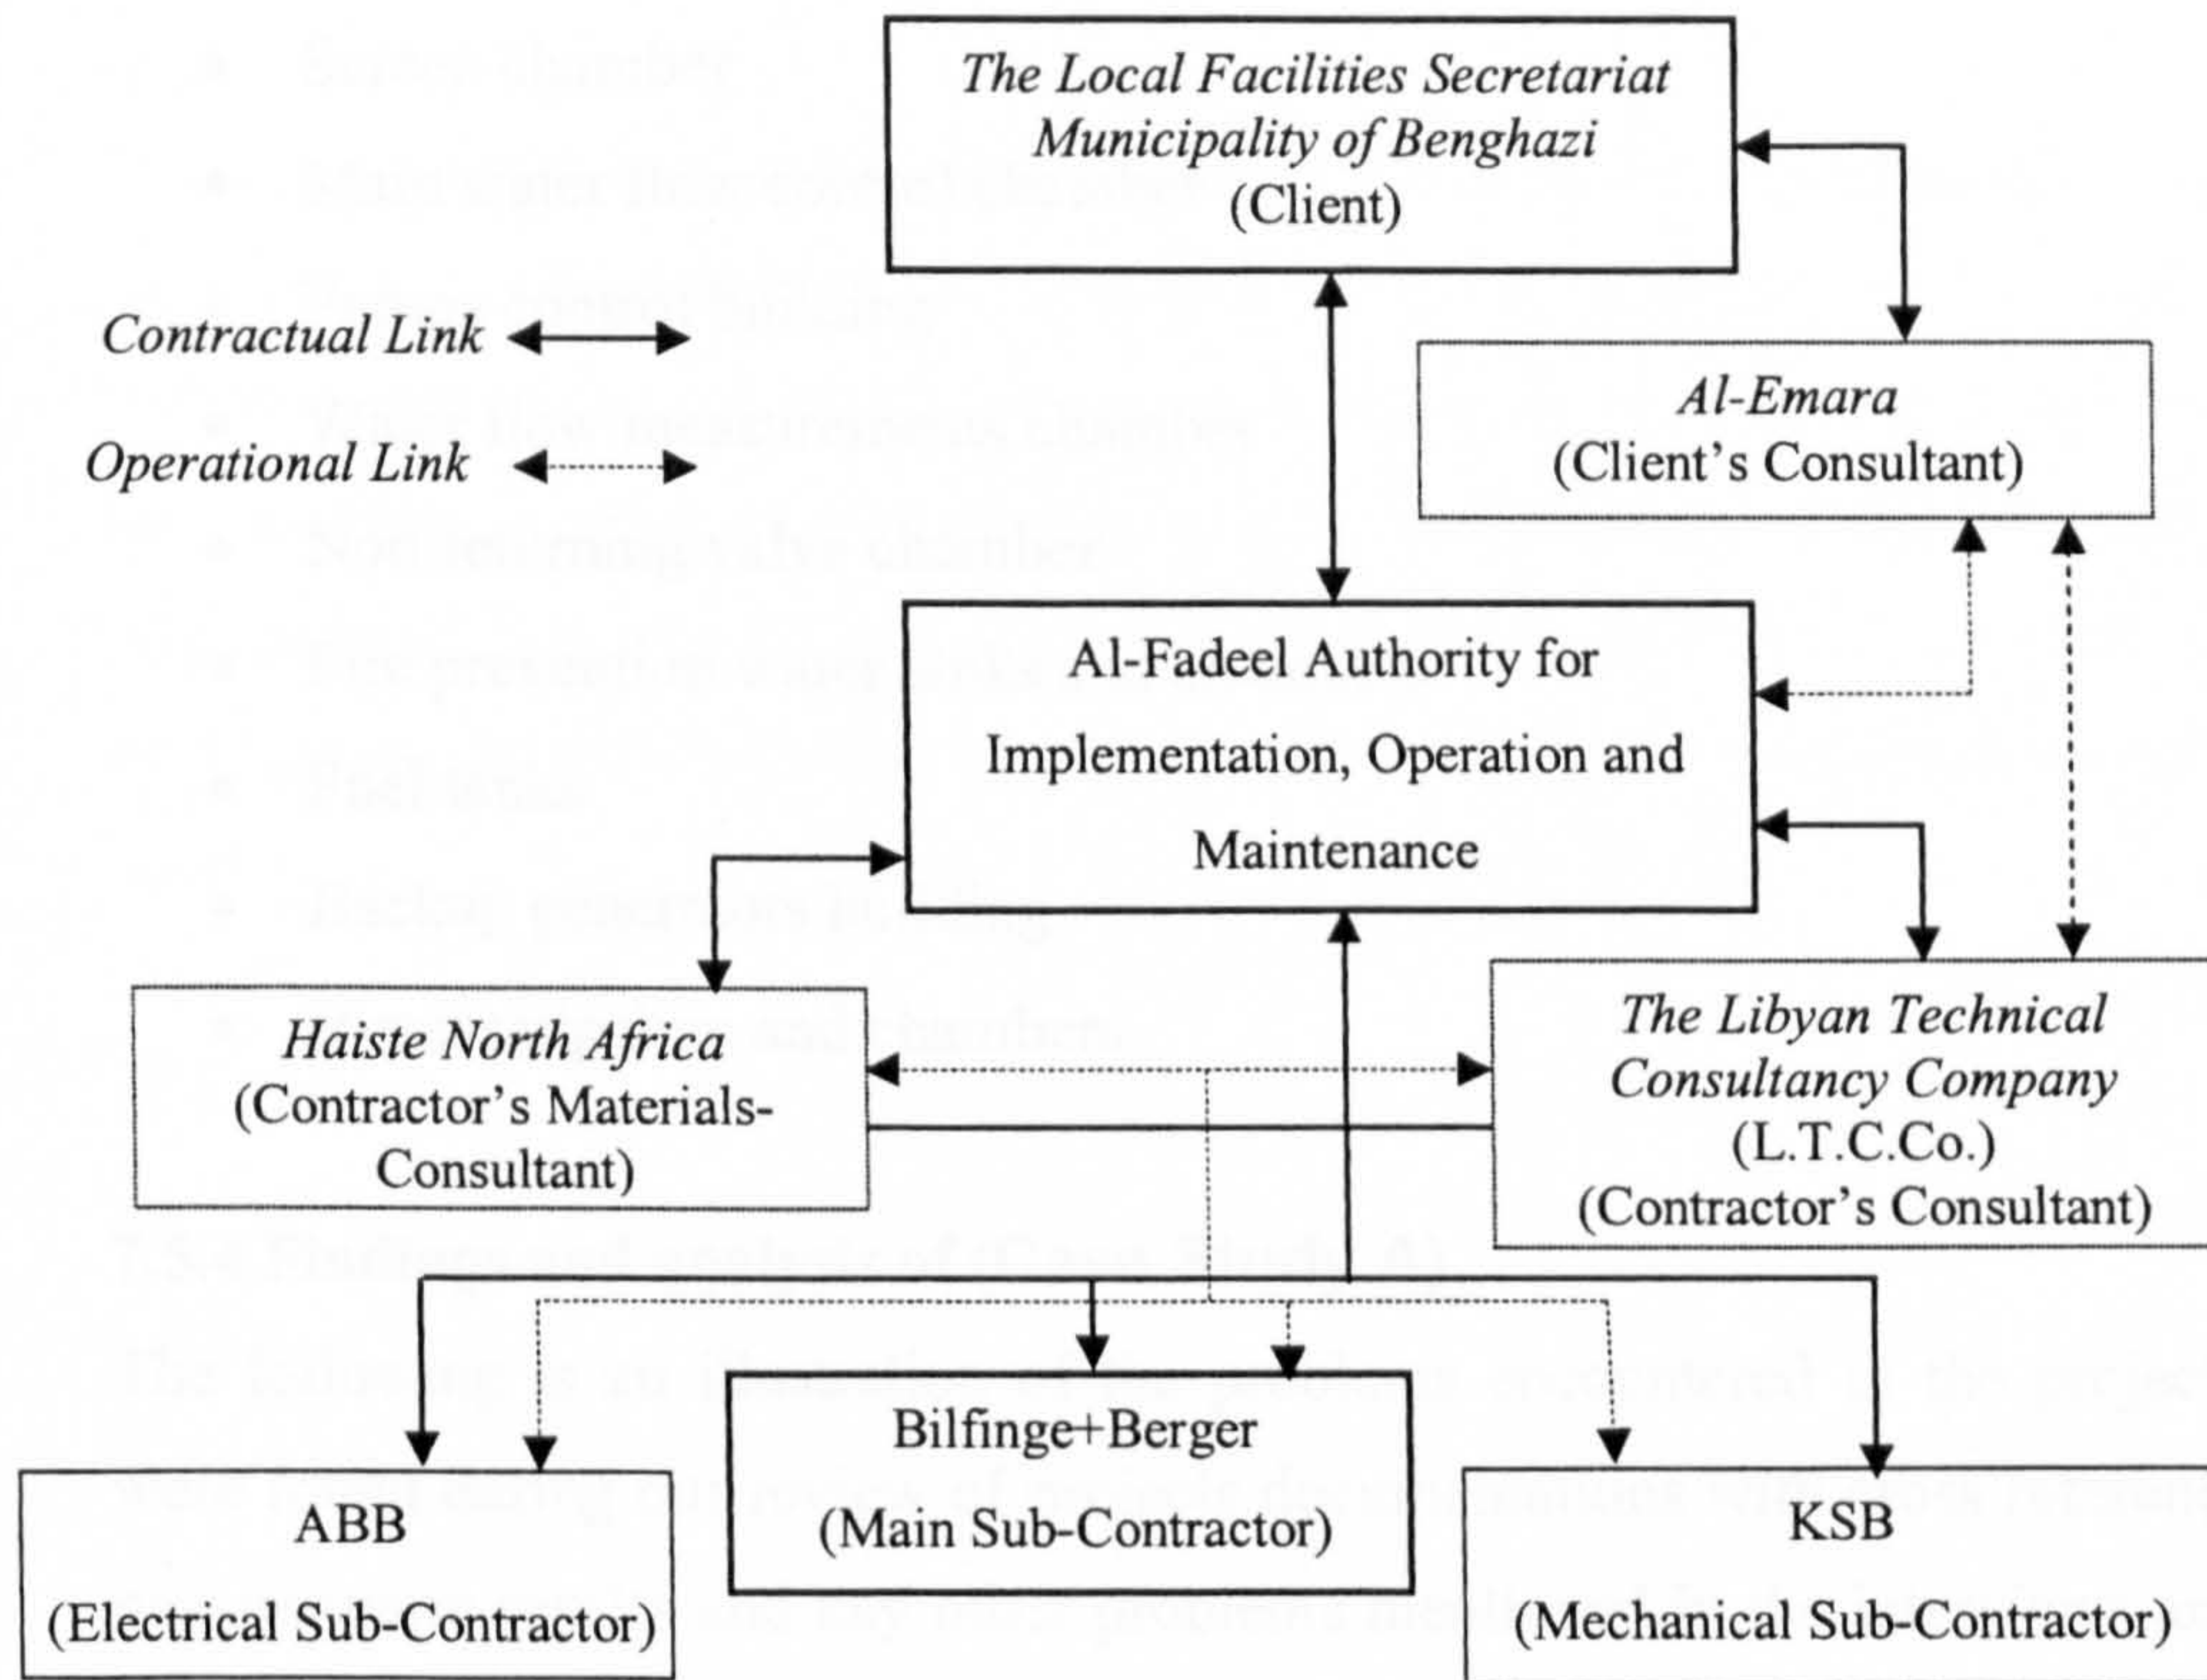 The Local Facilities Secretariat
Municipality of Benghazi
(Client)
Contractual Link
Operational Link
Al-Emara
(Client's Consultant)
Al-Fadeel Authority for
Implementation, Operation and
Maintenance
Haiste North Africa
(Contractor's Materials-
Consultant)
The Libyan Technical
Consultancy Company
(L.T.C.Co.)
(Contractor's Consultant)
ABB
(Electrical Sub-Contractor)
Bilfinge+Berger
(Main Sub-Contractor)
KSB
(Mechanical Sub-Contractor)